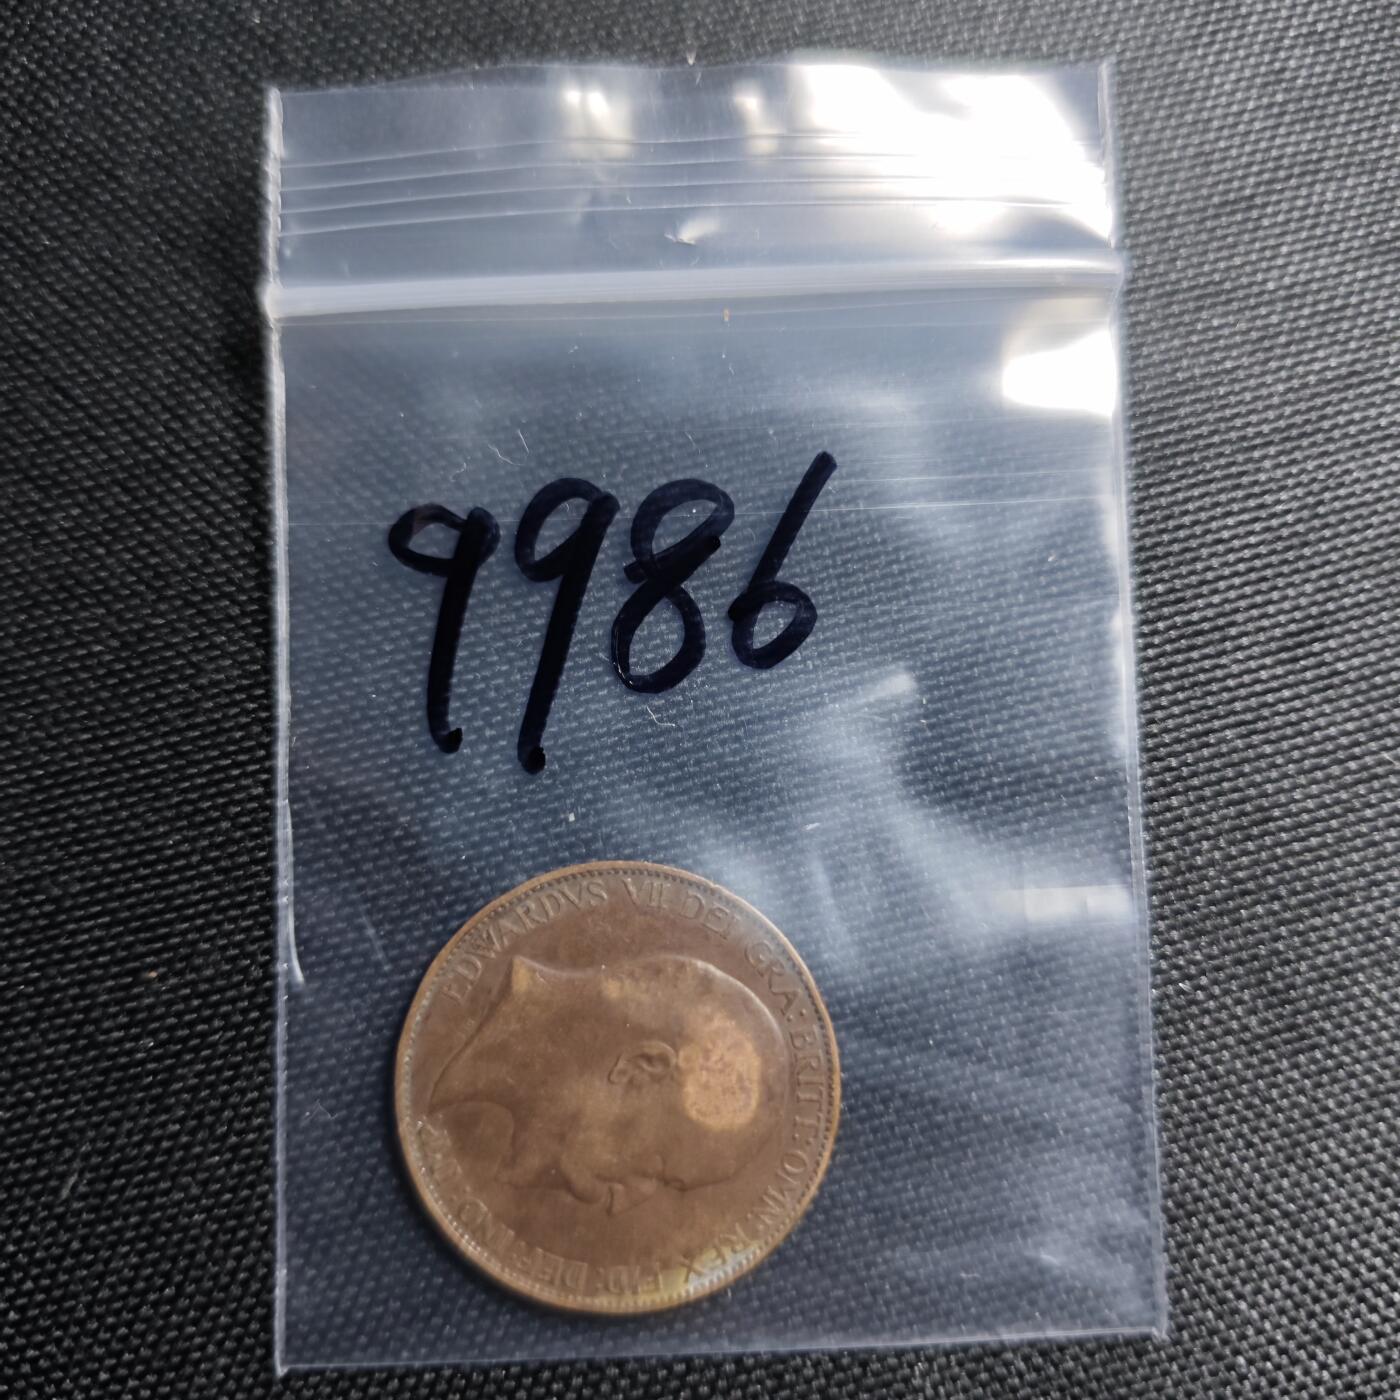 9986
EDWARDVS VII DEI GRA: BRITT: OMN: REX FID: DEF: IND: IMP: